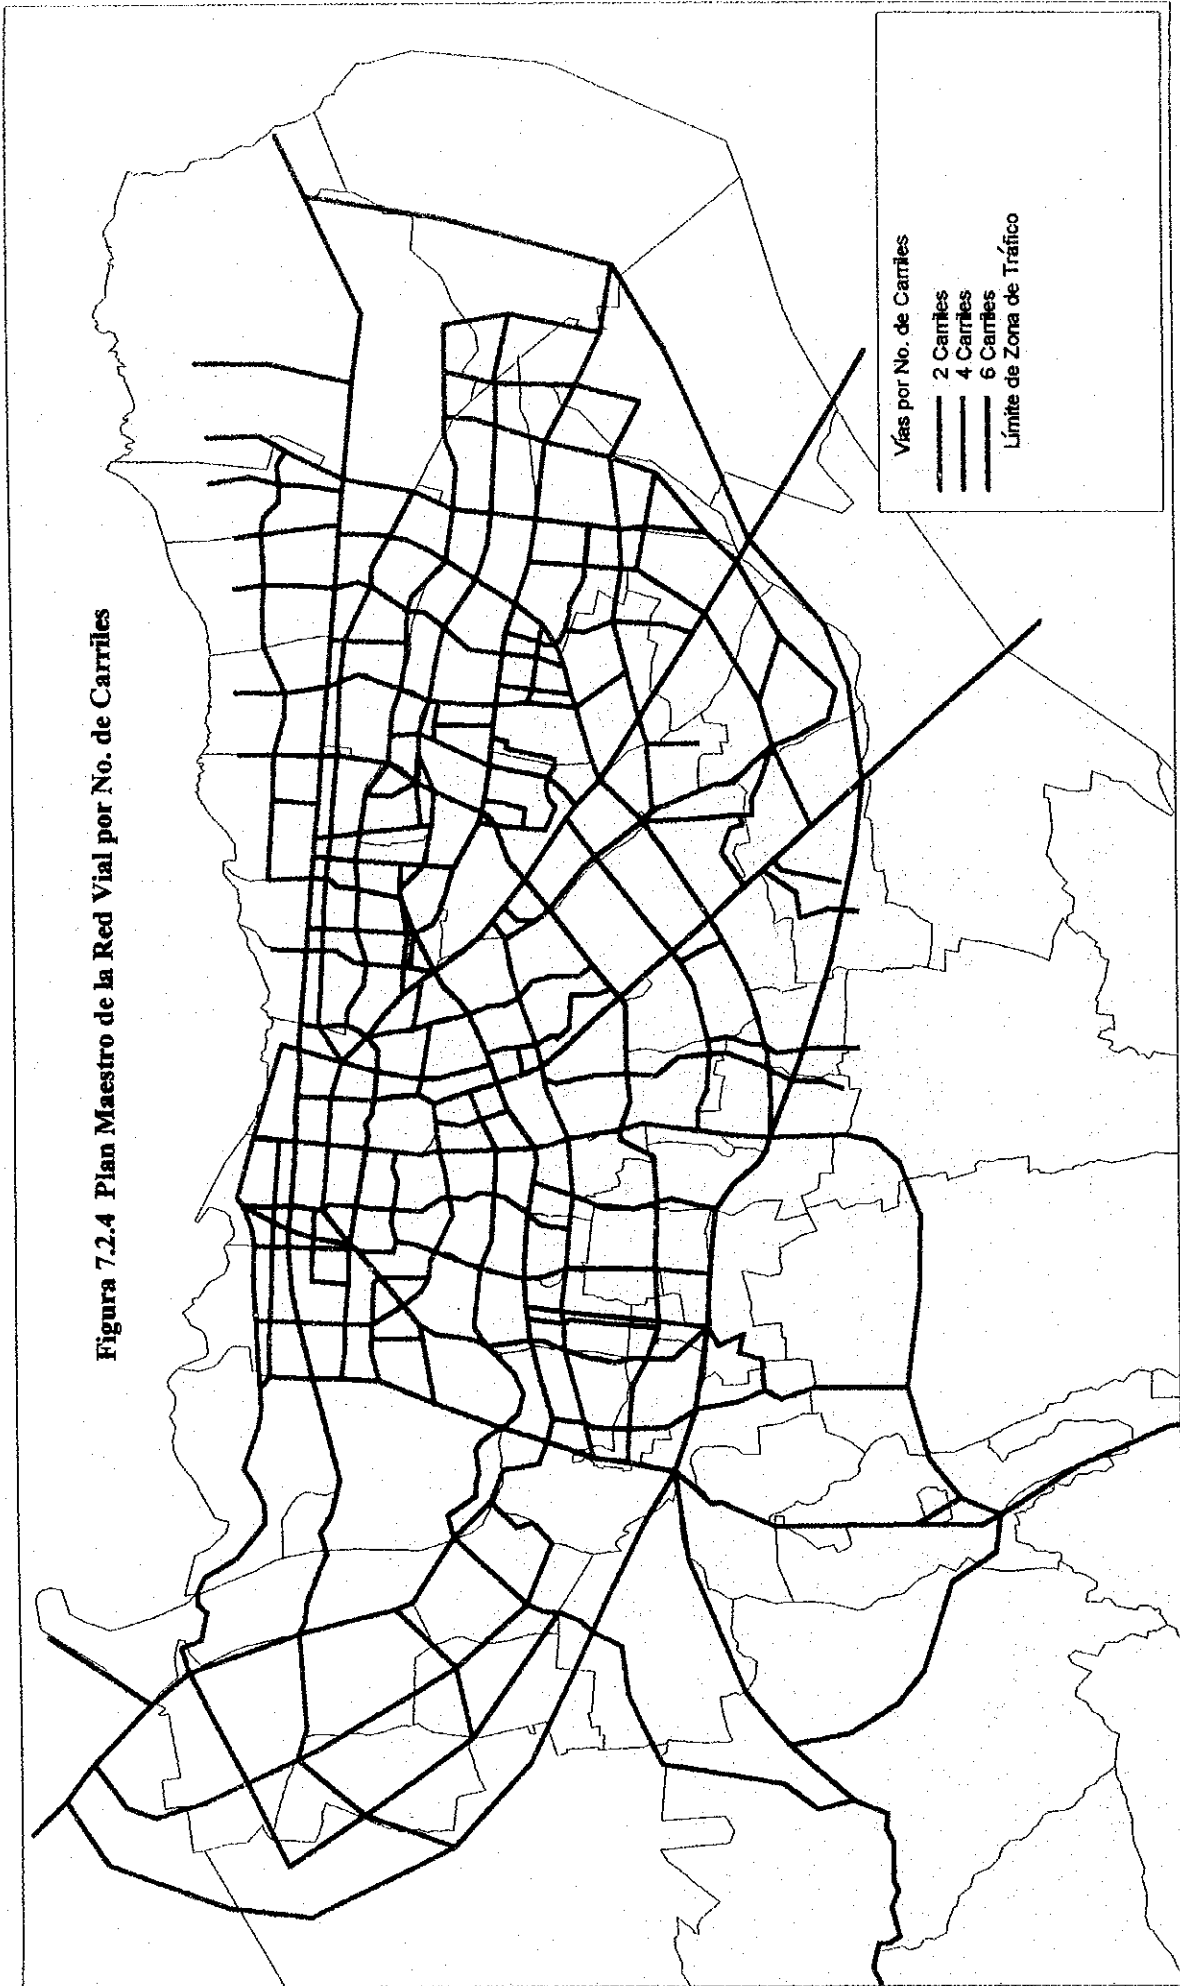 Figura 7.2.4 Plan Maestro de la Red Vial por No. de Carriles
Vías por No. de Carriles
2 Carriles
4 Carriles
6 Carriles
Límite de Zona de Tráfico